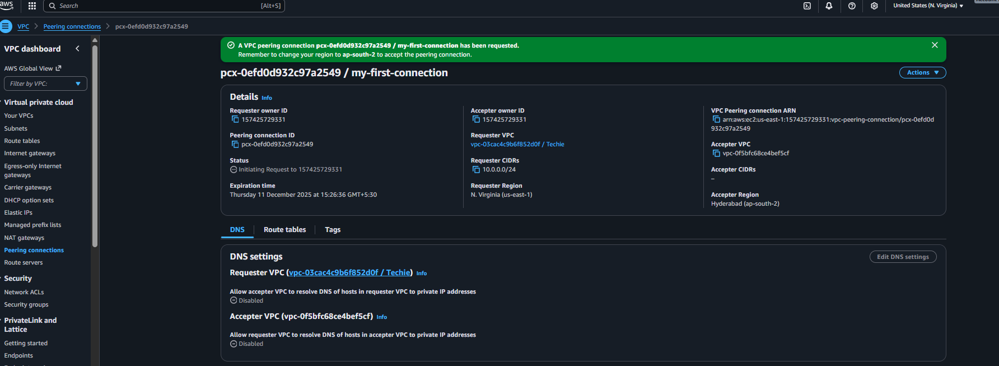 aws
Search
[Alt+S]
United States (N. Virginia)
VPC
Peering connections
pcx-0efd0d932c97a2549
VPC dashboard
AWS Global View
Filter by VPC:
Virtual private cloud
Your VPCs
Subnets
Route tables
Internet gateways
Egress-only Internet
gateways
Carrier gateways
DHCP option sets
Elastic IPs
Managed prefix lists
NAT gateways
Peering connections
Route servers
Security
Network ACLs
Security groups
PrivateLink and
Lattice
Getting started
Endpoints
A VPC peering connection pcx-0efd0d932c97a2549 / my-first-connection has been requested.
Remember to change your region to ap-south-2 to accept the peering connection.
pcx-0efd0d932c97a2549 / my-first-connection
Actions
Details Info
Requester owner ID
157425729331
Peering connection ID
pcx-0efd0d932c97a2549
Status
Initiating Request to 157425729331
Expiration time
Thursday 11 December 2025 at 15:26:36 GMT+5:30
Accepter owner ID
157425729331
Requester VPC
vpc-03cac4c9b6f852d0f / Techie
Requester CIDRs
10.0.0.0/24
Requester Region
N. Virginia (us-east-1)
VPC Peering connection ARN
arn:aws:ec2:us-east-1:157425729331:vpc-peering-connection/pcx-0efd0d
932c97a2549
Accepter VPC
vpc-0f5bfc68ce4bef5cf
Accepter CIDRs
–
Accepter Region
Hyderabad (ap-south-2)
DNS
Route tables
Tags
DNS settings
Edit DNS settings
Requester VPC (vpc-03cac4c9b6f852d0f / Techie) Info
Allow accepter VPC to resolve DNS of hosts in requester VPC to private IP addresses
Disabled
Accepter VPC (vpc-0f5bfc68ce4bef5cf) Info
Allow requester VPC to resolve DNS of hosts in accepter VPC to private IP addresses
Disabled